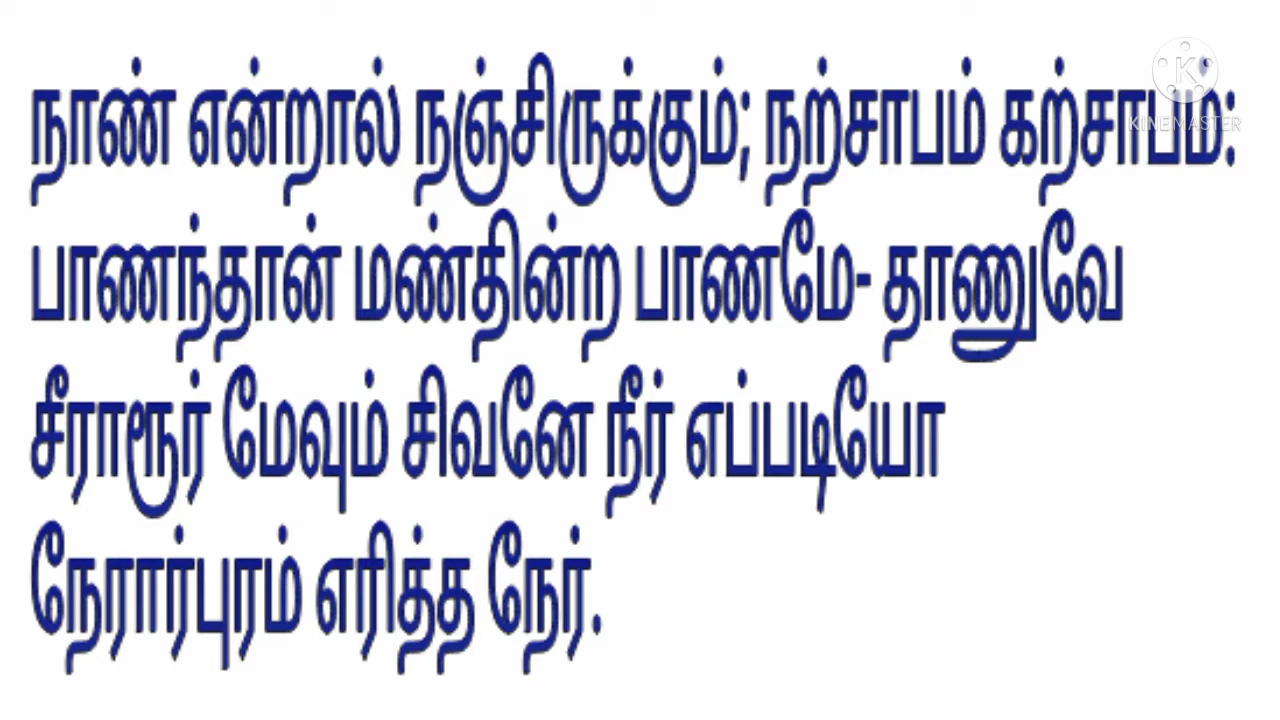 நாண் என்றால் நஞ்சிருக்கும்; நற்சாபம் கற்சாபம்:
KINEMASTER
பாணந்தான் மண்தின்ற பாணமே- தாணுவே
சீராரூர் மேவும் சிவனே நீர் எப்படியோ
நேரார்புரம் எரித்த நேர்.